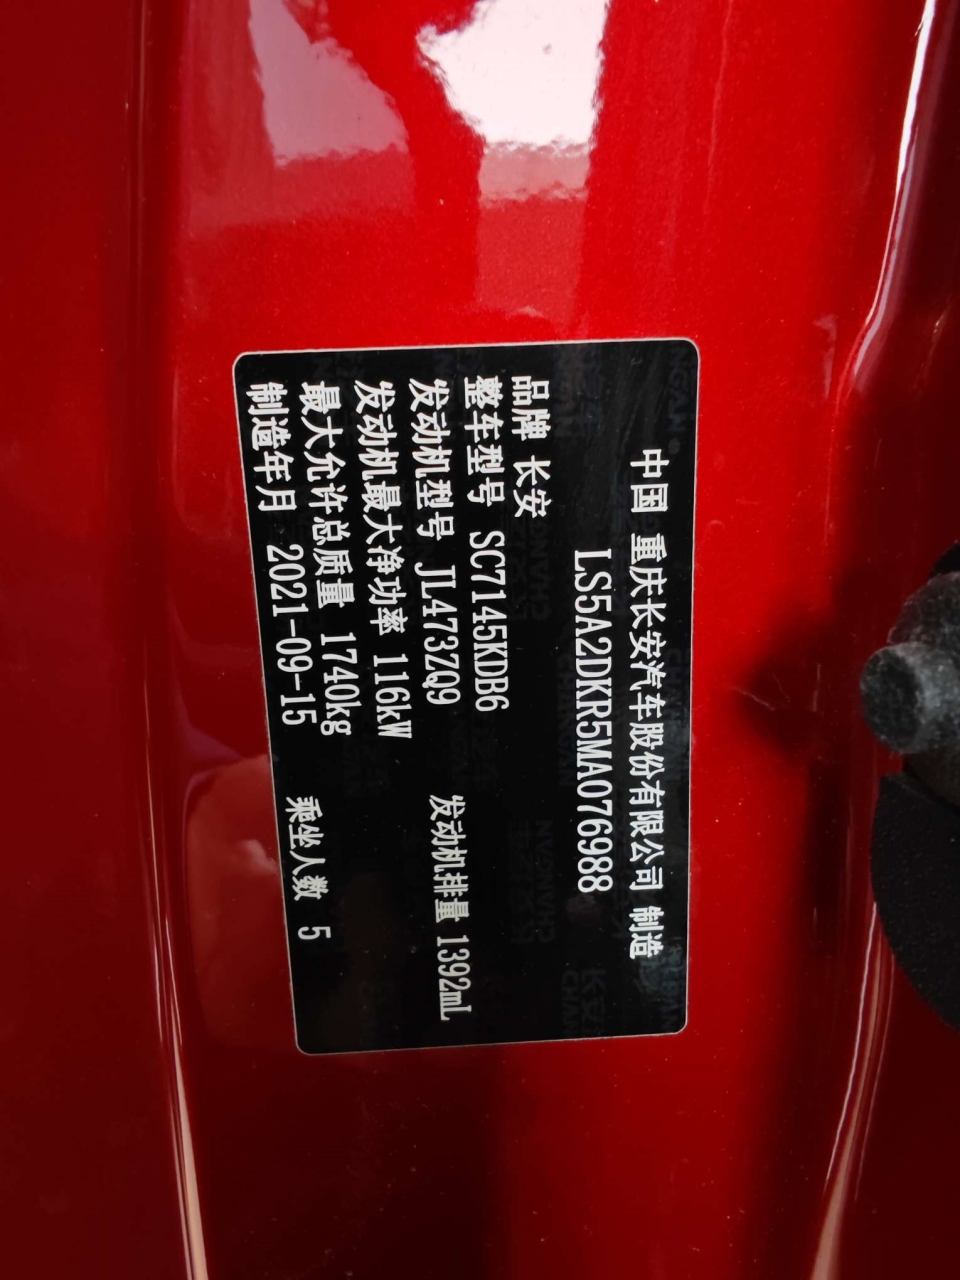 中国 重庆长安汽车股份有限公司 制造
LS5A2DKR5MA076988
品牌 长安
整车型号 SC7145KDB6
发动机型号 JL473ZQ9 发动机排量 1392mL
发动机最大净功率 116kW
最大允许总质量 1740kg
制造年月 2021-09-15 乘坐人数 5